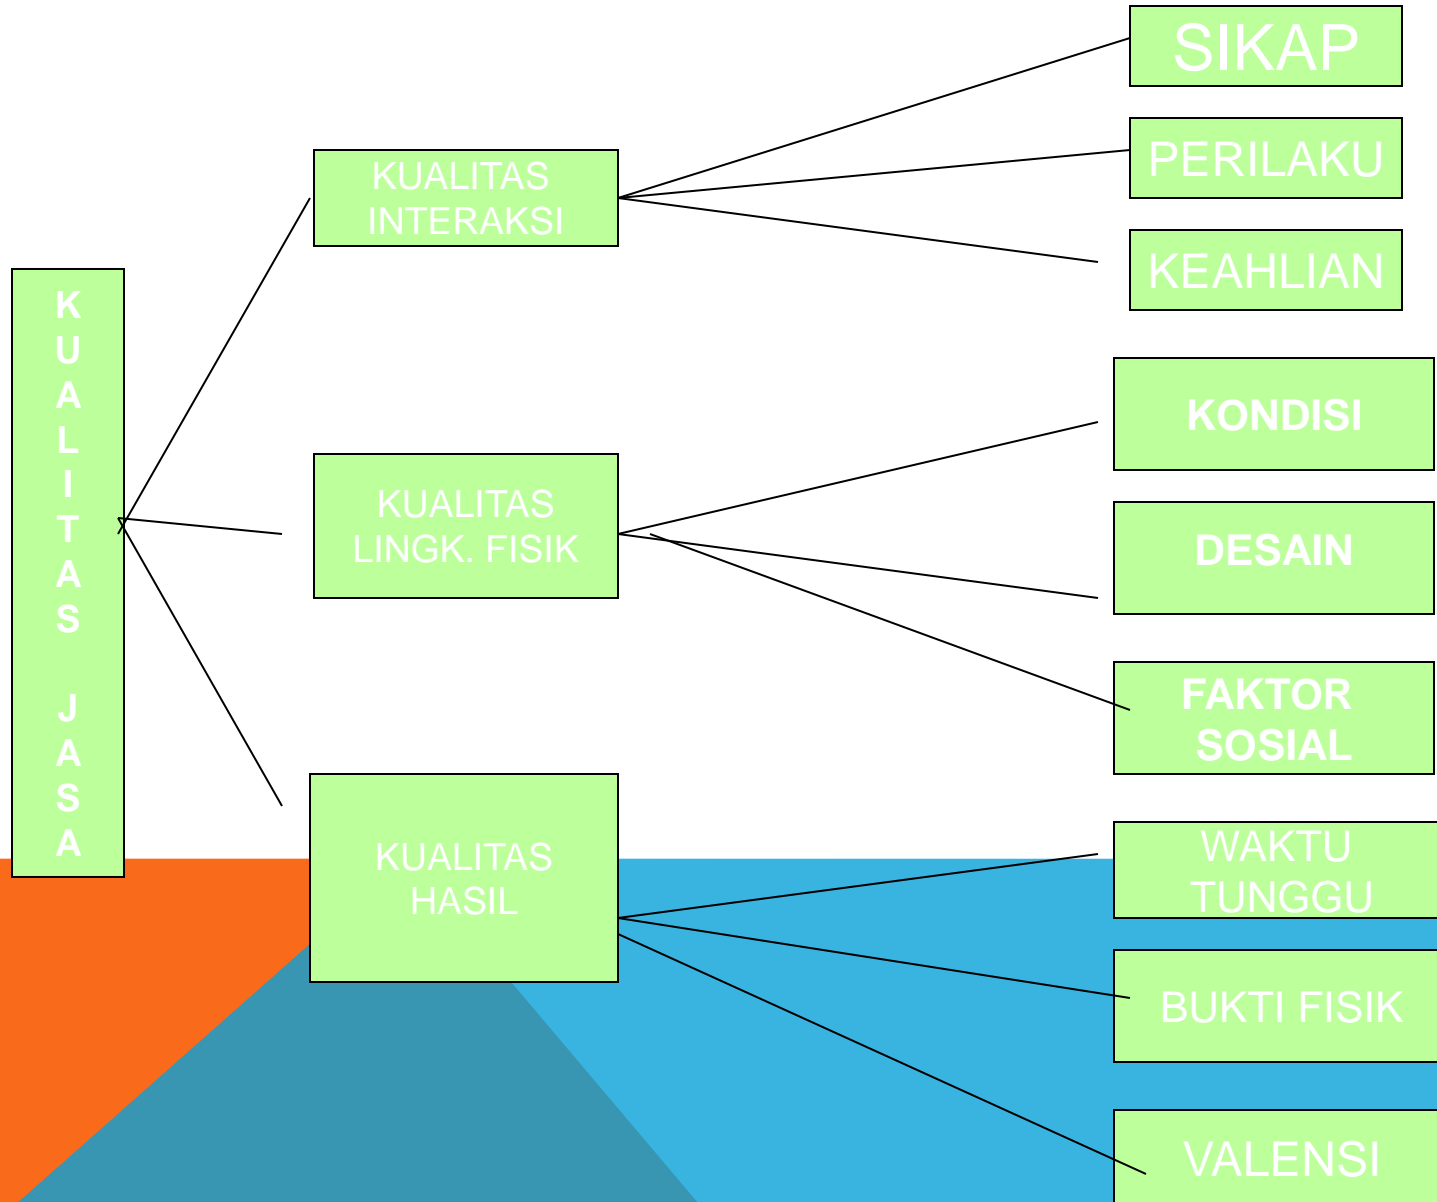 KUALITAS JASA
KUALITAS
INTERAKSI
SIKAP
PERILAKU
KEAHLIAN
KUALITAS
LINGK. FISIK
KONDISI
DESAIN
FAKTOR
SOSIAL
KUALITAS
HASIL
WAKTU
TUNGGU
BUKTI FISIK
VALENSI